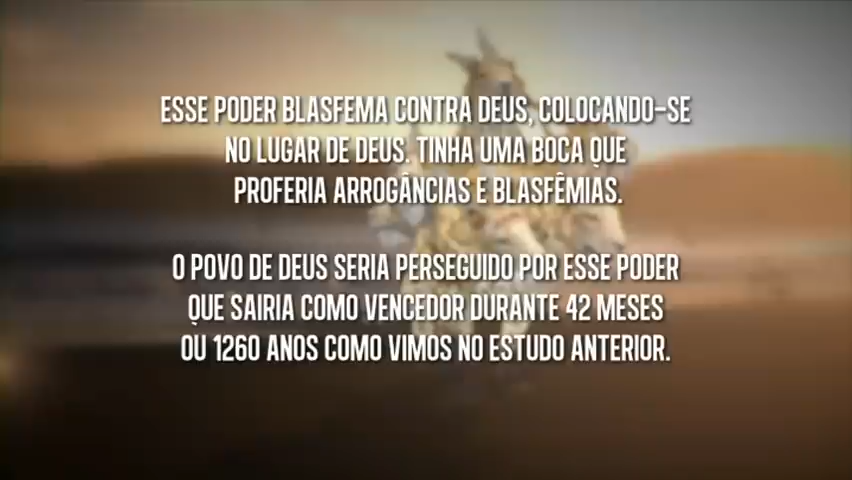 ESSE PODER BLASFEMA CONTRA DEUS, COLOCANDO-SE
NO LUGAR DE DEUS. TINHA UMA BOCA QUE
PROFERIA ARROGÂNCIAS E BLASFÊMIAS.
O POVO DE DEUS SERIA PERSEGUIDO POR ESSE PODER
QUE SAIRIA COMO VENCEDOR DURANTE 42 MESES
OU 1260 ANOS COMO VIMOS NO ESTUDO ANTERIOR.